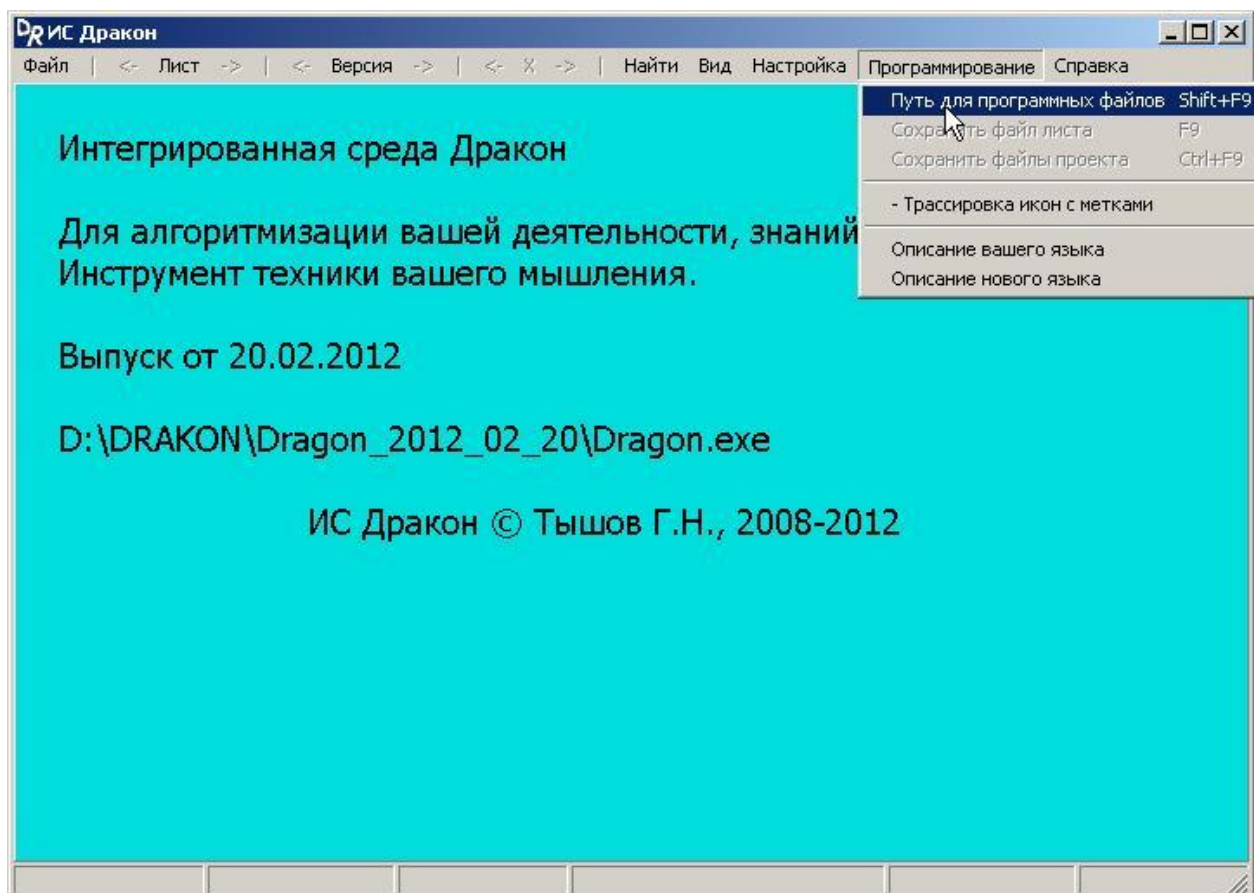 DR ИС Дракон
Файл | <- Лист -> | <- Версия -> | <- X -> | Найти Вид Настройка Программирование Справка
Путь для программных файлов Shift+F9
Сохранить файл листа F9
Сохранить файлы проекта Ctrl+F9
- Трассировка икон с метками
Описание вашего языка
Описание нового языка
Интегрированная среда Дракон
Для алгоритмизации вашей деятельности, знаний
Инструмент техники вашего мышления.
Выпуск от 20.02.2012
D:\DRAKON\Dragon_2012_02_20\Dragon.exe
ИС Дракон © Тышов Г.Н., 2008-2012